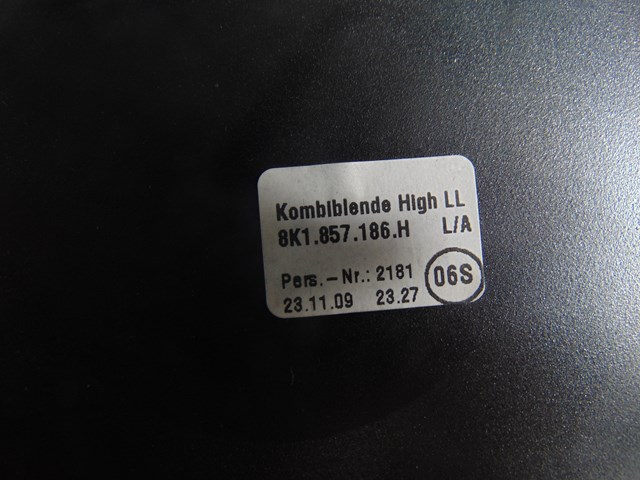 Kombiblende High LL
8K1.857.186.H L/A
Pers.-Nr.: 2181 06S
23.11.09 23.27